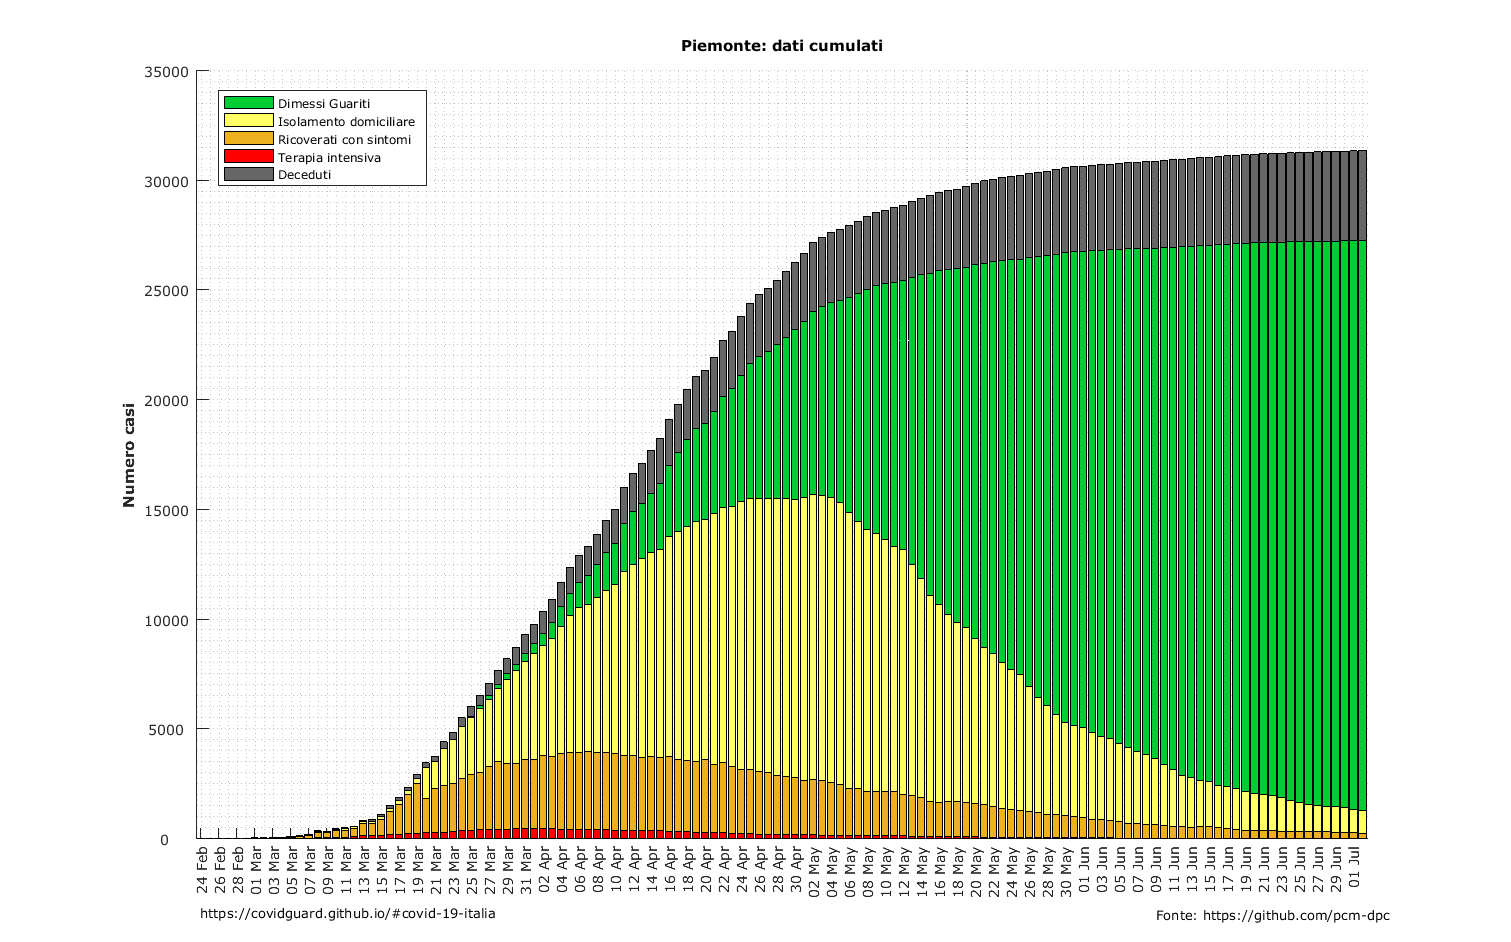 Piemonte: dati cumulati
35000
30000
25000
20000
15000
10000
5000
0
Numero casi
Dimessi Guariti
Isolamento domiciliare
Ricoverati con sintomi
Terapia intensiva
Deceduti
24 Feb
26 Feb
28 Feb
01 Mar
03 Mar
05 Mar
07 Mar
09 Mar
11 Mar
13 Mar
15 Mar
17 Mar
19 Mar
21 Mar
23 Mar
25 Mar
27 Mar
29 Mar
31 Mar
02 Apr
04 Apr
06 Apr
08 Apr
10 Apr
12 Apr
14 Apr
16 Apr
18 Apr
20 Apr
22 Apr
24 Apr
26 Apr
28 Apr
30 Apr
02 May
04 May
06 May
08 May
10 May
12 May
14 May
16 May
18 May
20 May
22 May
24 May
26 May
28 May
30 May
01 Jun
03 Jun
05 Jun
07 Jun
09 Jun
11 Jun
13 Jun
15 Jun
17 Jun
19 Jun
21 Jun
23 Jun
25 Jun
27 Jun
29 Jun
01 Jul
https://covidguard.github.io/#covid-19-italia
Fonte: https://github.com/pcm-dpc